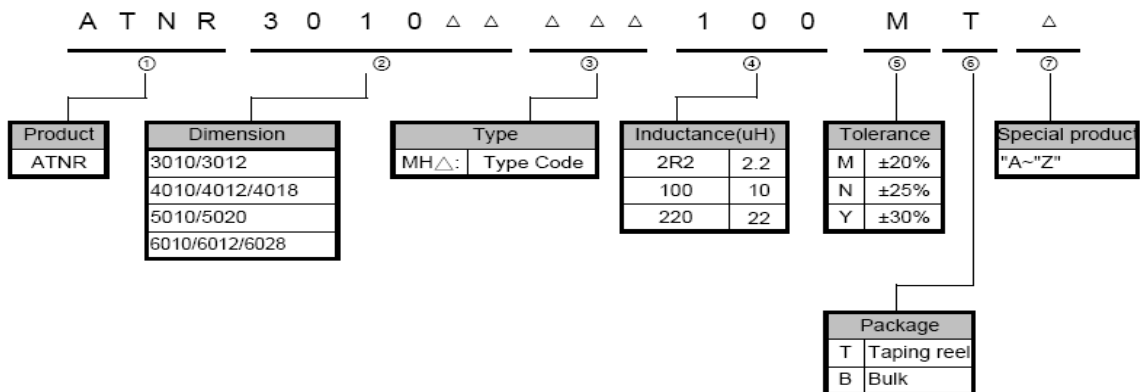 A T N R 3 0 1 0 △ △ △ △ △ 1 0 0 M T △
① ② ③ ④ ⑤ ⑥ ⑦
Product
ATNR
Dimension
3010/3012
4010/4012/4018
5010/5020
6010/6012/6028
Type
MH△: Type Code
Inductance(uH)
2R2 2.2
100 10
220 22
Tolerance
M ±20%
N ±25%
Y ±30%
Special product
"A~"Z"
Package
T Taping reel
B Bulk